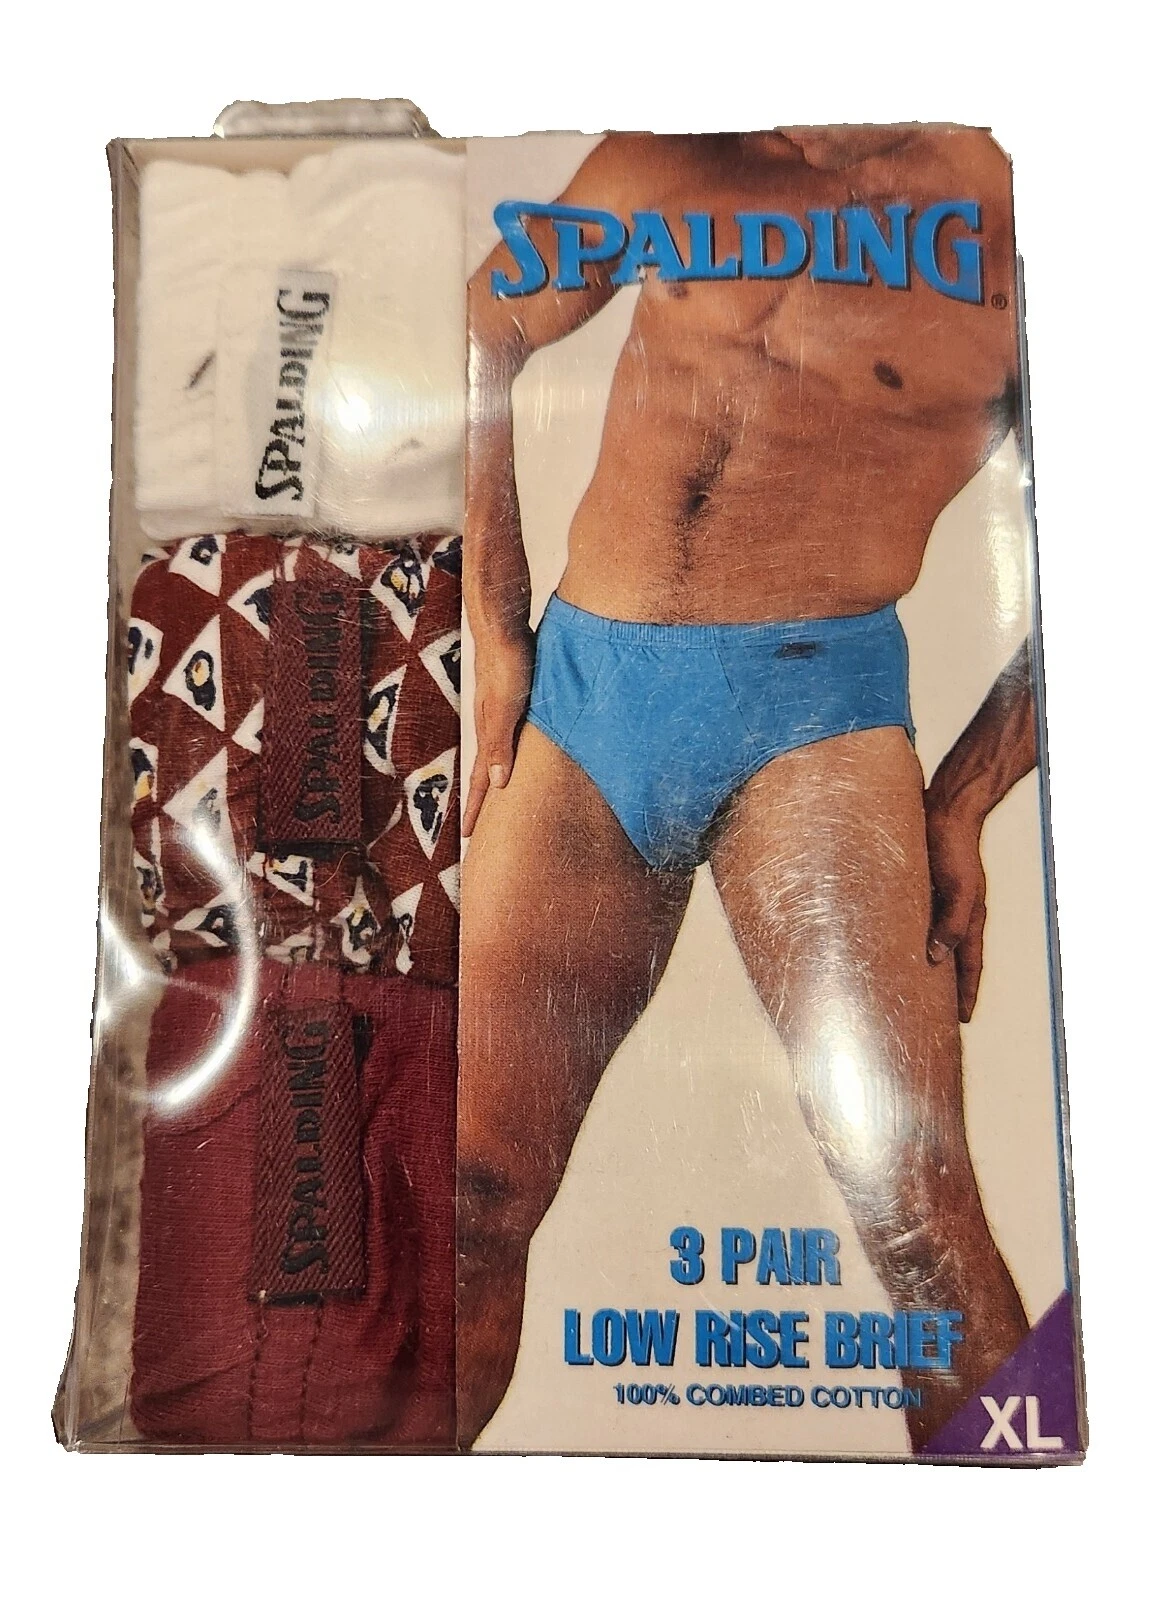 SPALDING®
SPALDING
SPALDING
SPALDING
3 PAIR
LOW RISE BRIEF
100% COMBED COTTON
XL